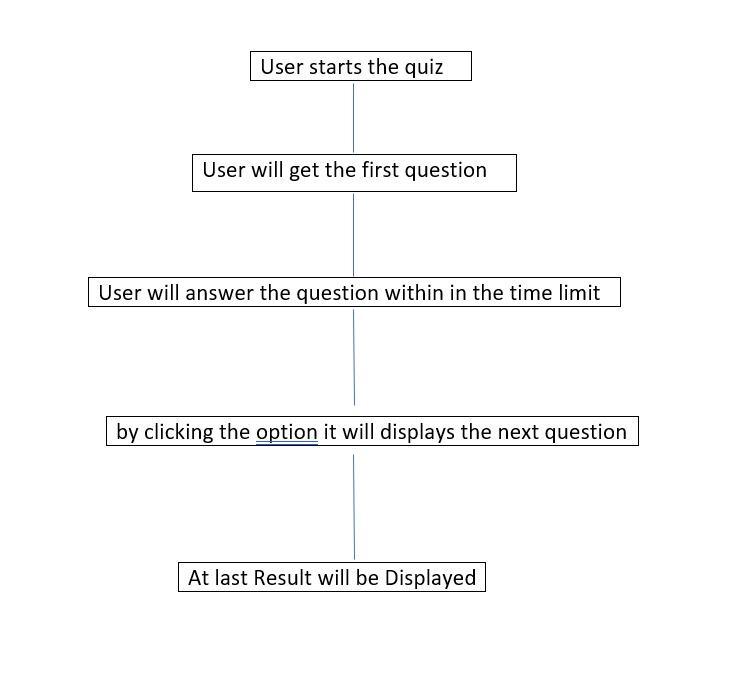 User starts the quiz
User will get the first question
User will answer the question within in the time limit
by clicking the option it will displays the next question
At last Result will be Displayed